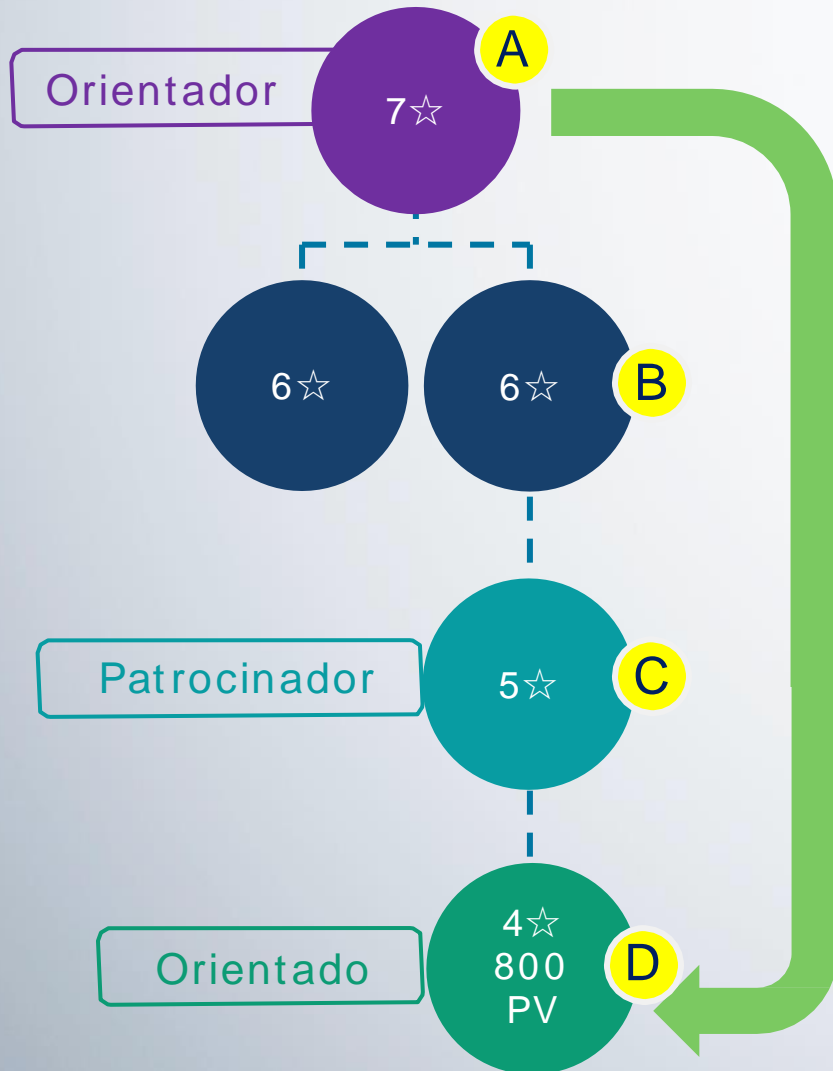 A
Orientador
7☆
6☆
6☆
B
Patrocinador
5☆
C
4☆
800
PV
Orientado
D